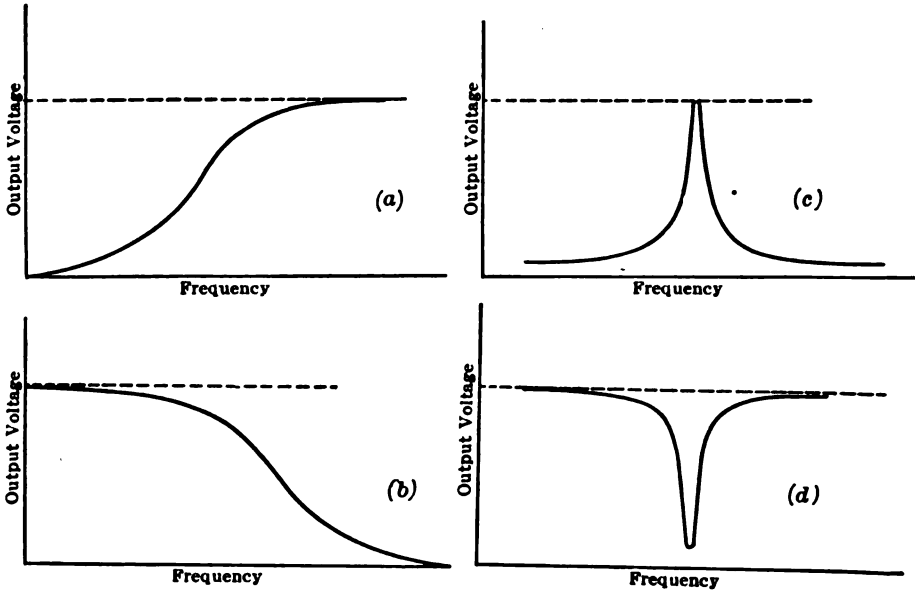 Output Voltage
(a)
Frequency
Output Voltage
(c)
Frequency
Output Voltage
(b)
Frequency
Output Voltage
(d)
Frequency